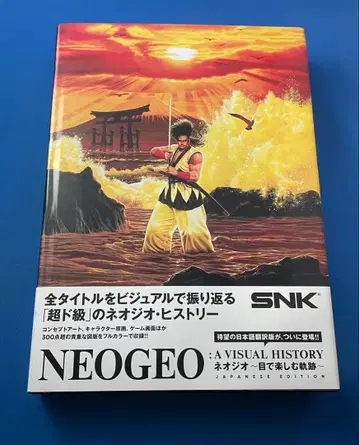 全タイトルをビジュアルで振り返る
「超ド級」のネオジオ・ヒストリー
コンセプトアート、キャラクター原画、ゲーム画面ほか
300点超の貴重な図版をフルカラーで収録!!
SNK®
待望の日本語翻訳版が、ついに登場!!
NEOGEO
: A VISUAL HISTORY
ネオジオ〜目で楽しむ軌跡〜
JAPANESE EDITION